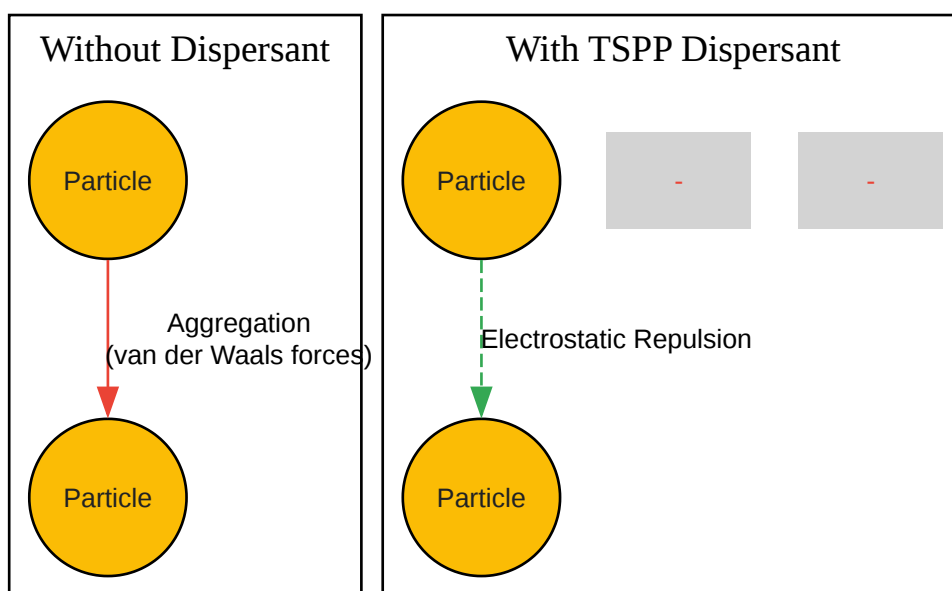 Without Dispersant
Particle
Aggregation
(van der Waals forces)
Particle
With TSPP Dispersant
Particle
-
-
Electrostatic Repulsion
Particle